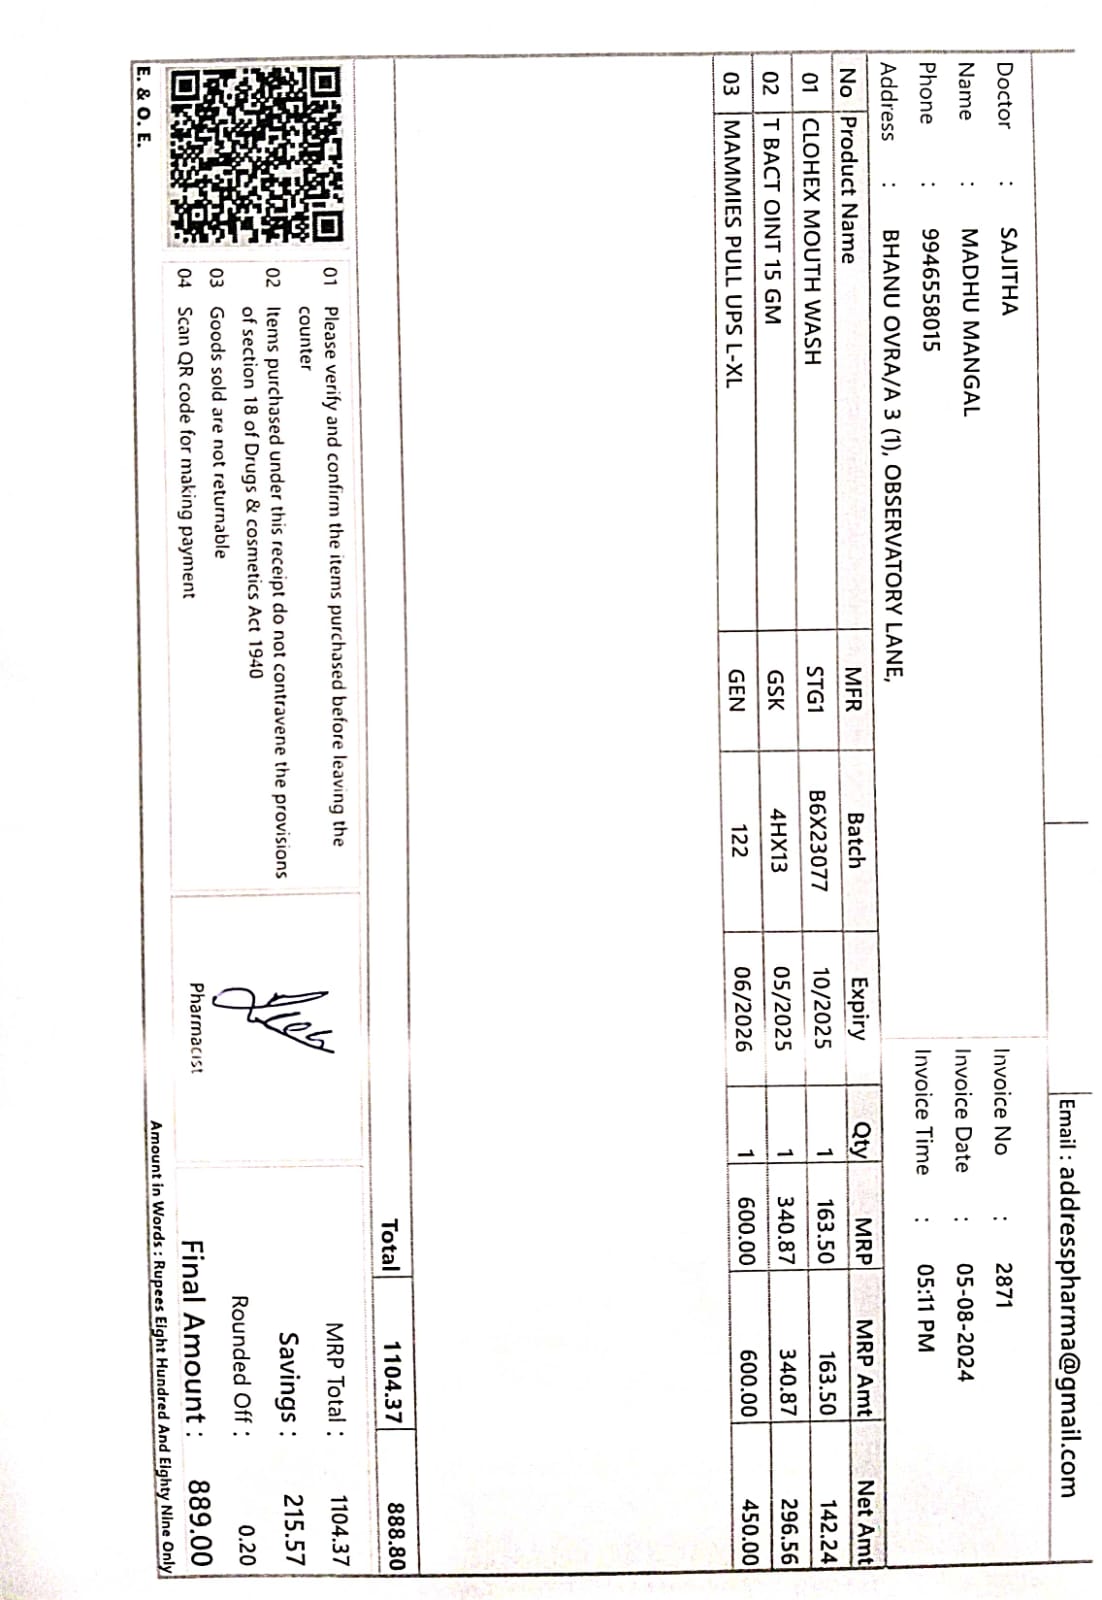 Email : addresspharma@gmail.com
Doctor : SAJITHA
Name : MADHU MANGAL
Phone : 9946558015
Address : BHANU OVRA/A 3 (1), OBSERVATORY LANE,
Invoice No : 2871
Invoice Date : 05-08-2024
Invoice Time : 05:11 PM
No Product Name MFR Batch Expiry Qty MRP MRP Amt Net Amt
01 CLOHEX MOUTH WASH STG1 B6X23077 10/2025 1 163.50 163.50 142.24
02 T BACT OINT 15 GM GSK 4HX13 05/2025 1 340.87 340.87 296.56
03 MAMMIES PULL UPS L-XL GEN 122 06/2026 1 600.00 600.00 450.00
Total 1104.37 888.80
01 Please verify and confirm the items purchased before leaving the
counter
02 Items purchased under this receipt do not contravene the provisions
of section 18 of Drugs & cosmetics Act 1940
03 Goods sold are not returnable
04 Scan QR code for making payment
Pharmacist
MRP Total : 1104.37
Savings : 215.57
Rounded Off : 0.20
Final Amount : 889.00
Amount in Words : Rupees Eight Hundred And Eighty Nine Only
E. & O. E.